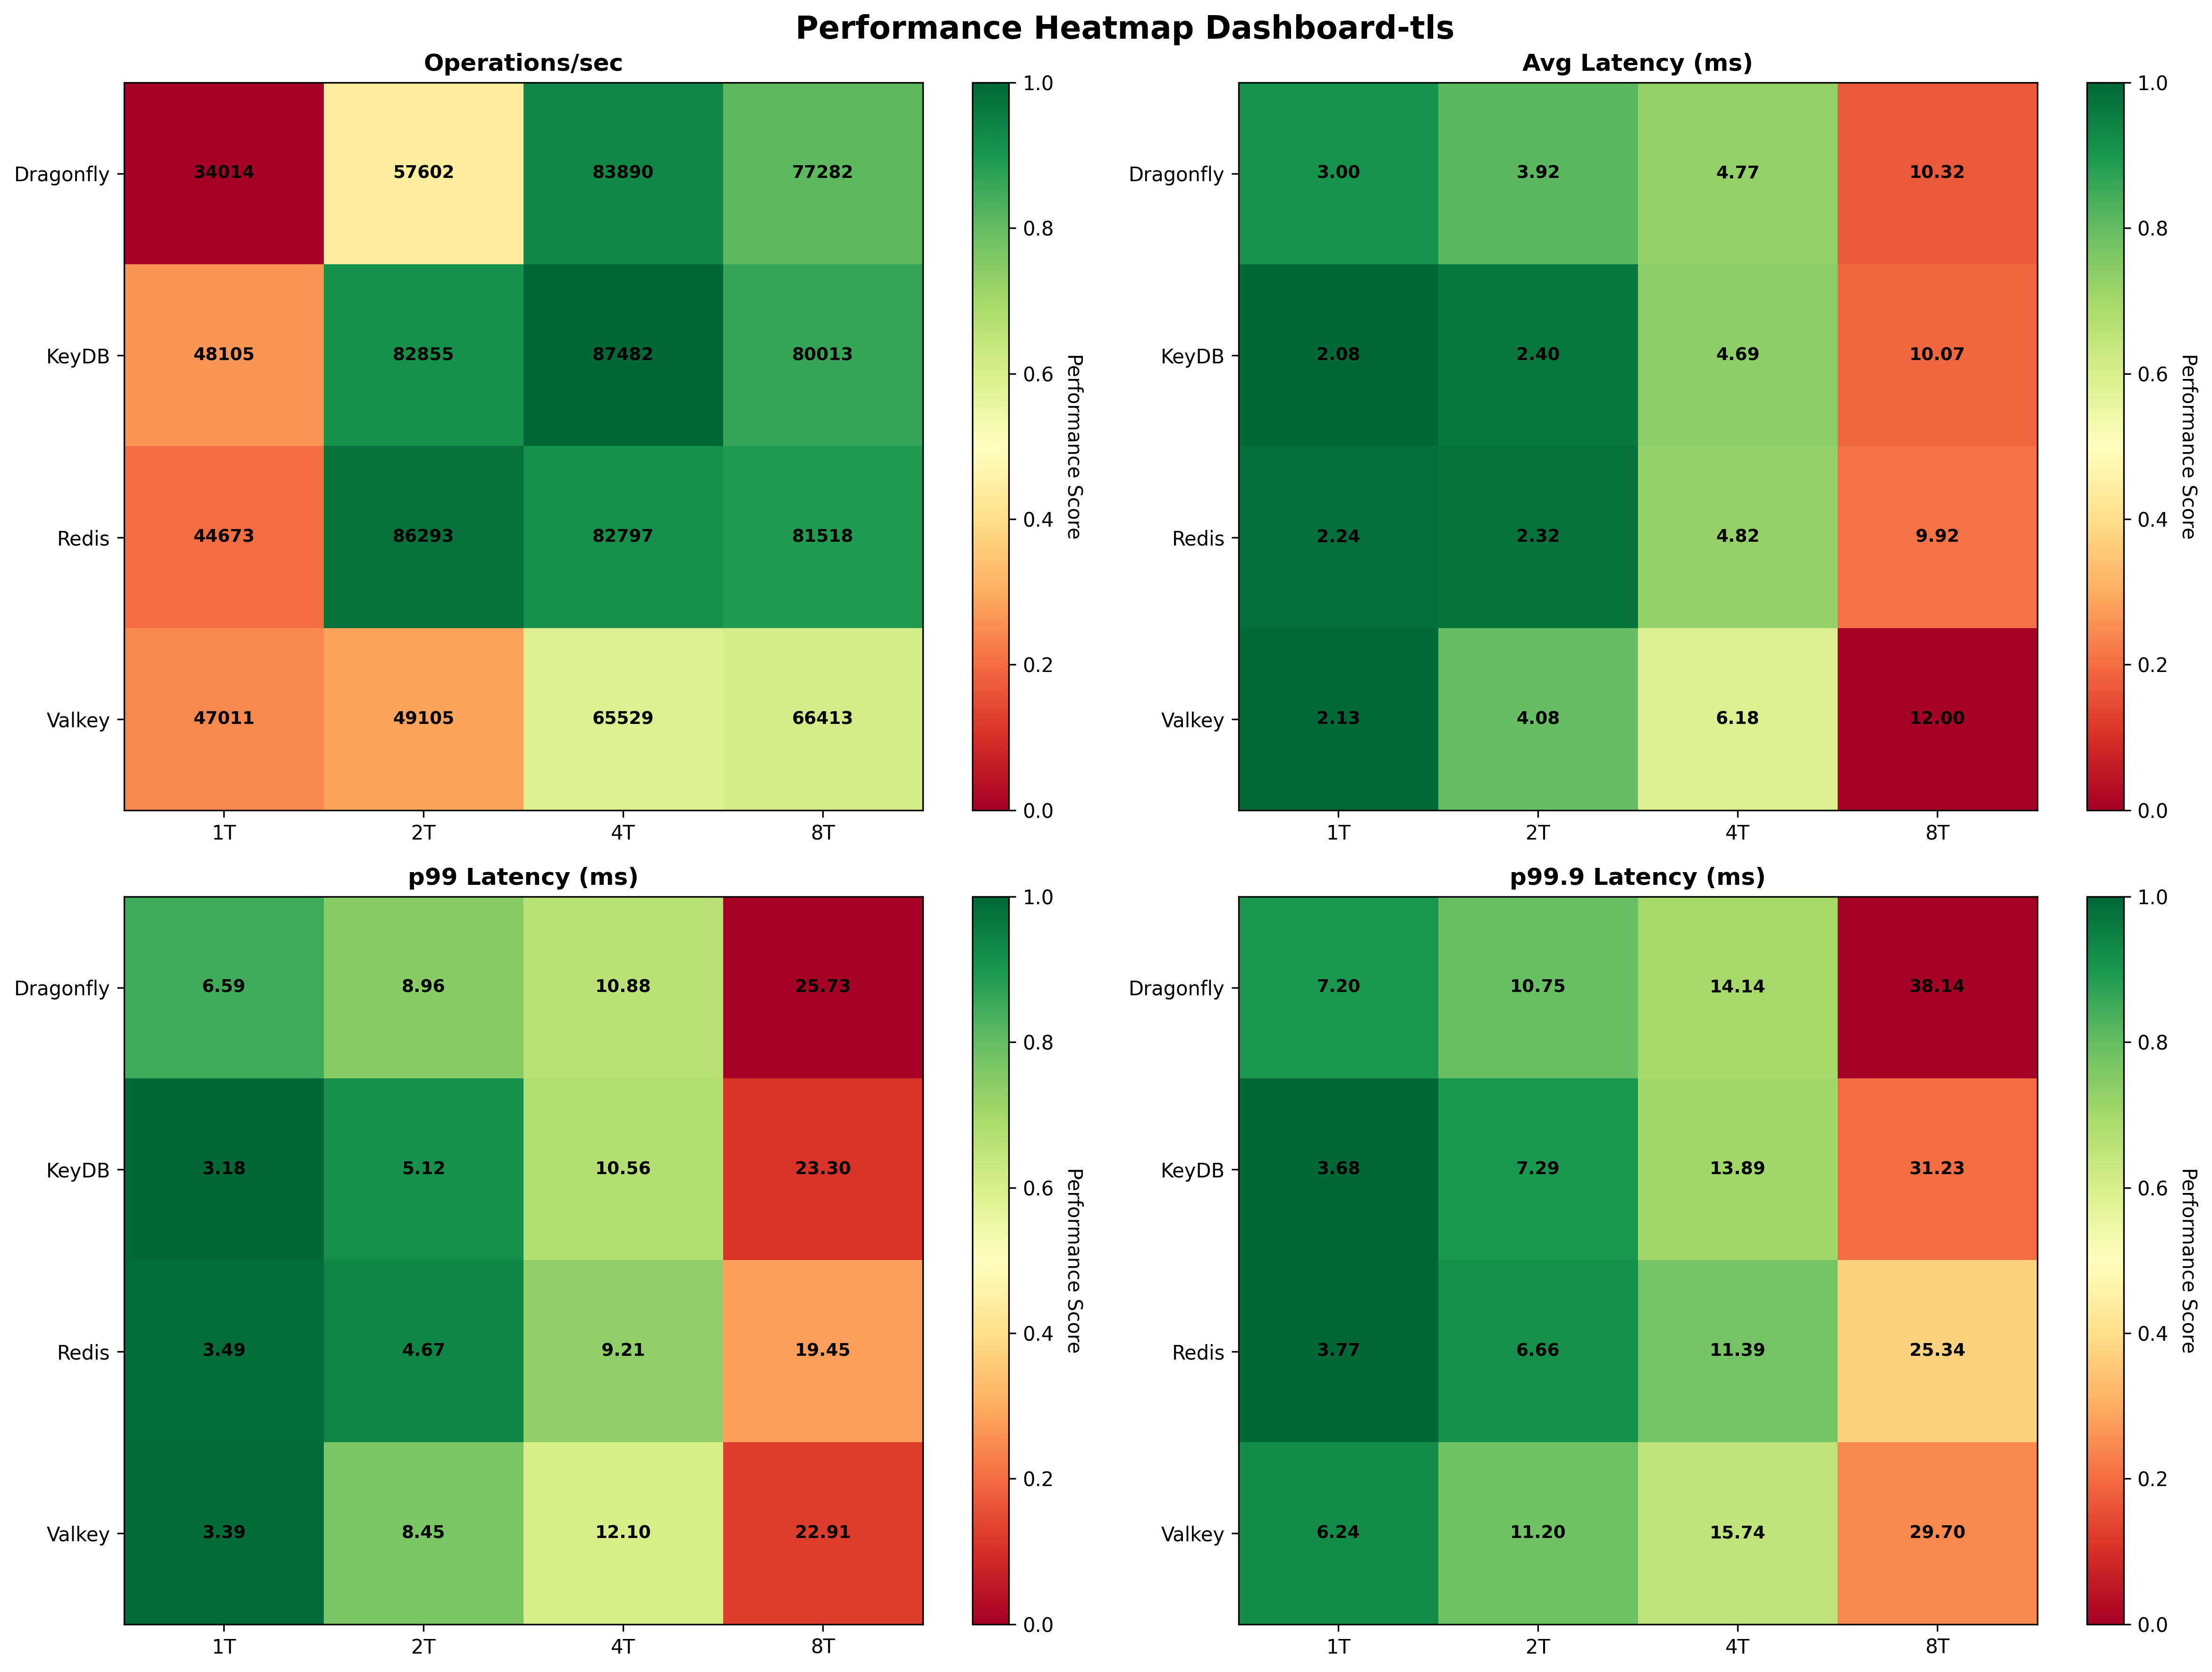 Performance Heatmap Dashboard-tls
Operations/sec
Dragonfly 34014 57602 83890 77282
KeyDB 48105 82855 87482 80013
Redis 44673 86293 82797 81518
Valkey 47011 49105 65529 66413
1T 2T 4T 8T
1.0
0.8
0.6
0.4
0.2
0.0
Performance Score
Avg Latency (ms)
Dragonfly 3.00 3.92 4.77 10.32
KeyDB 2.08 2.40 4.69 10.07
Redis 2.24 2.32 4.82 9.92
Valkey 2.13 4.08 6.18 12.00
1T 2T 4T 8T
1.0
0.8
0.6
0.4
0.2
0.0
Performance Score
p99 Latency (ms)
Dragonfly 6.59 8.96 10.88 25.73
KeyDB 3.18 5.12 10.56 23.30
Redis 3.49 4.67 9.21 19.45
Valkey 3.39 8.45 12.10 22.91
1T 2T 4T 8T
1.0
0.8
0.6
0.4
0.2
0.0
Performance Score
p99.9 Latency (ms)
Dragonfly 7.20 10.75 14.14 38.14
KeyDB 3.68 7.29 13.89 31.23
Redis 3.77 6.66 11.39 25.34
Valkey 6.24 11.20 15.74 29.70
1T 2T 4T 8T
1.0
0.8
0.6
0.4
0.2
0.0
Performance Score